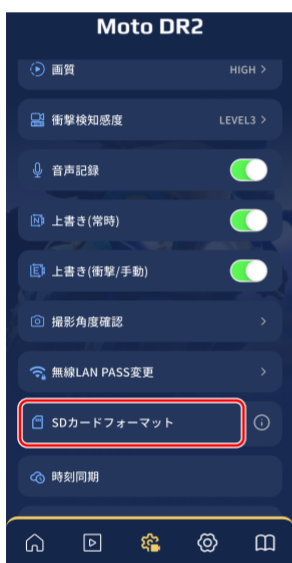 Moto DR2
画質
HIGH >
衝撃検知感度
LEVEL3 >
音声記録
上書き(常時)
上書き(衝撃/手動)
撮影角度確認
無線LAN PASS変更
SDカードフォーマット
時刻同期